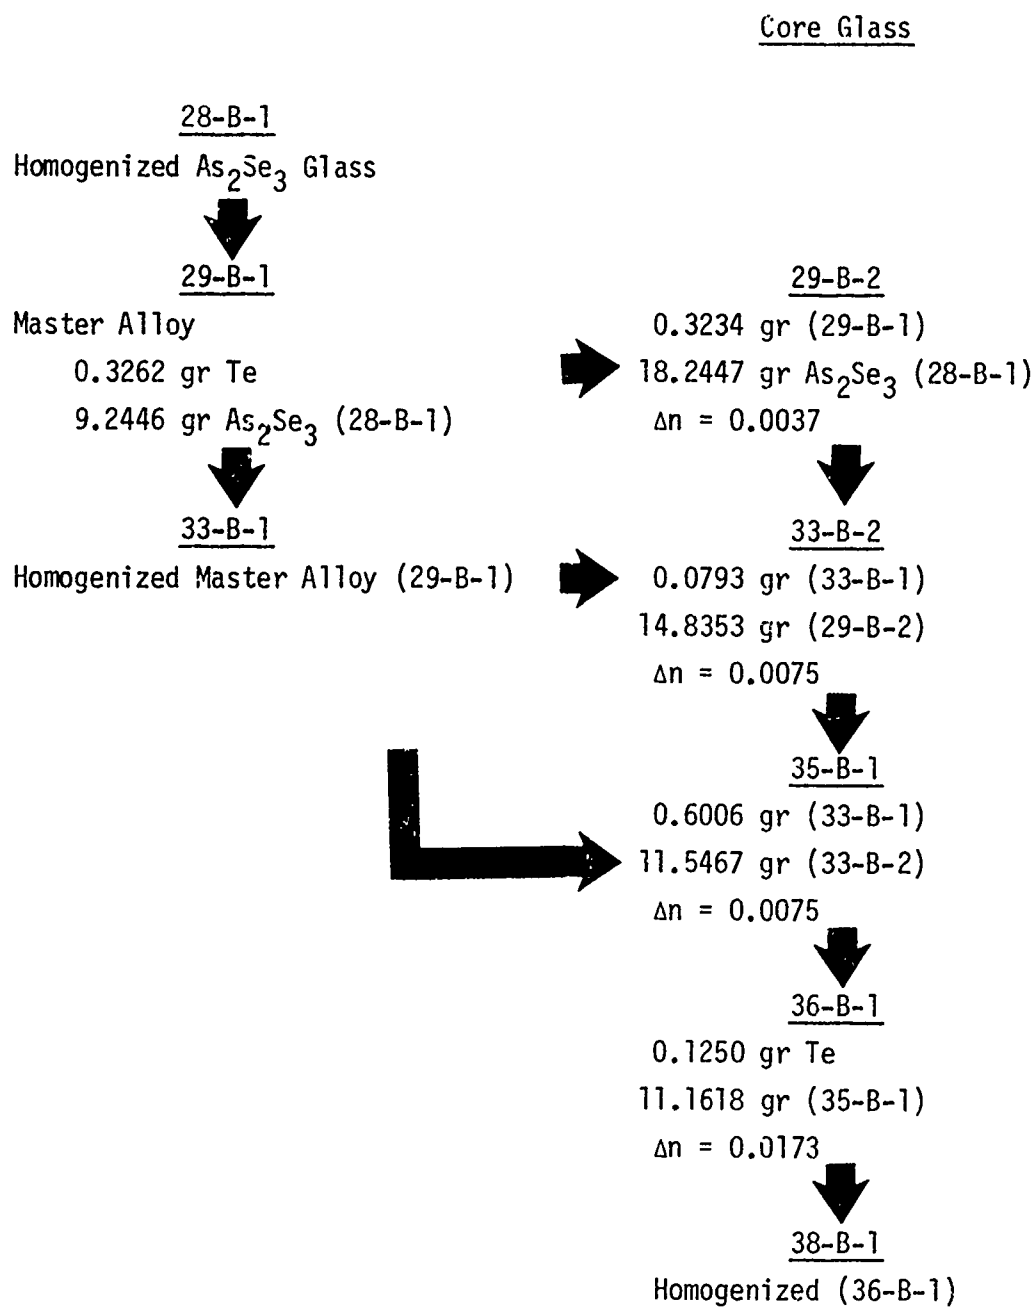 Core Glass
28-B-1
Homogenized As₂Se₃ Glass
29-B-1
Master Alloy
0.3262 gr Te
9.2446 gr As₂Se₃ (28-B-1)
33-B-1
Homogenized Master Alloy (29-B-1)
29-B-2
0.3234 gr (29-B-1)
18.2447 gr As₂Se₃ (28-B-1)
Δn = 0.0037
33-B-2
0.0793 gr (33-B-1)
14.8353 gr (29-B-2)
Δn = 0.0075
35-B-1
0.6006 gr (33-B-1)
11.5467 gr (33-B-2)
Δn = 0.0075
36-B-1
0.1250 gr Te
11.1618 gr (35-B-1)
Δn = 0.0173
38-B-1
Homogenized (36-B-1)